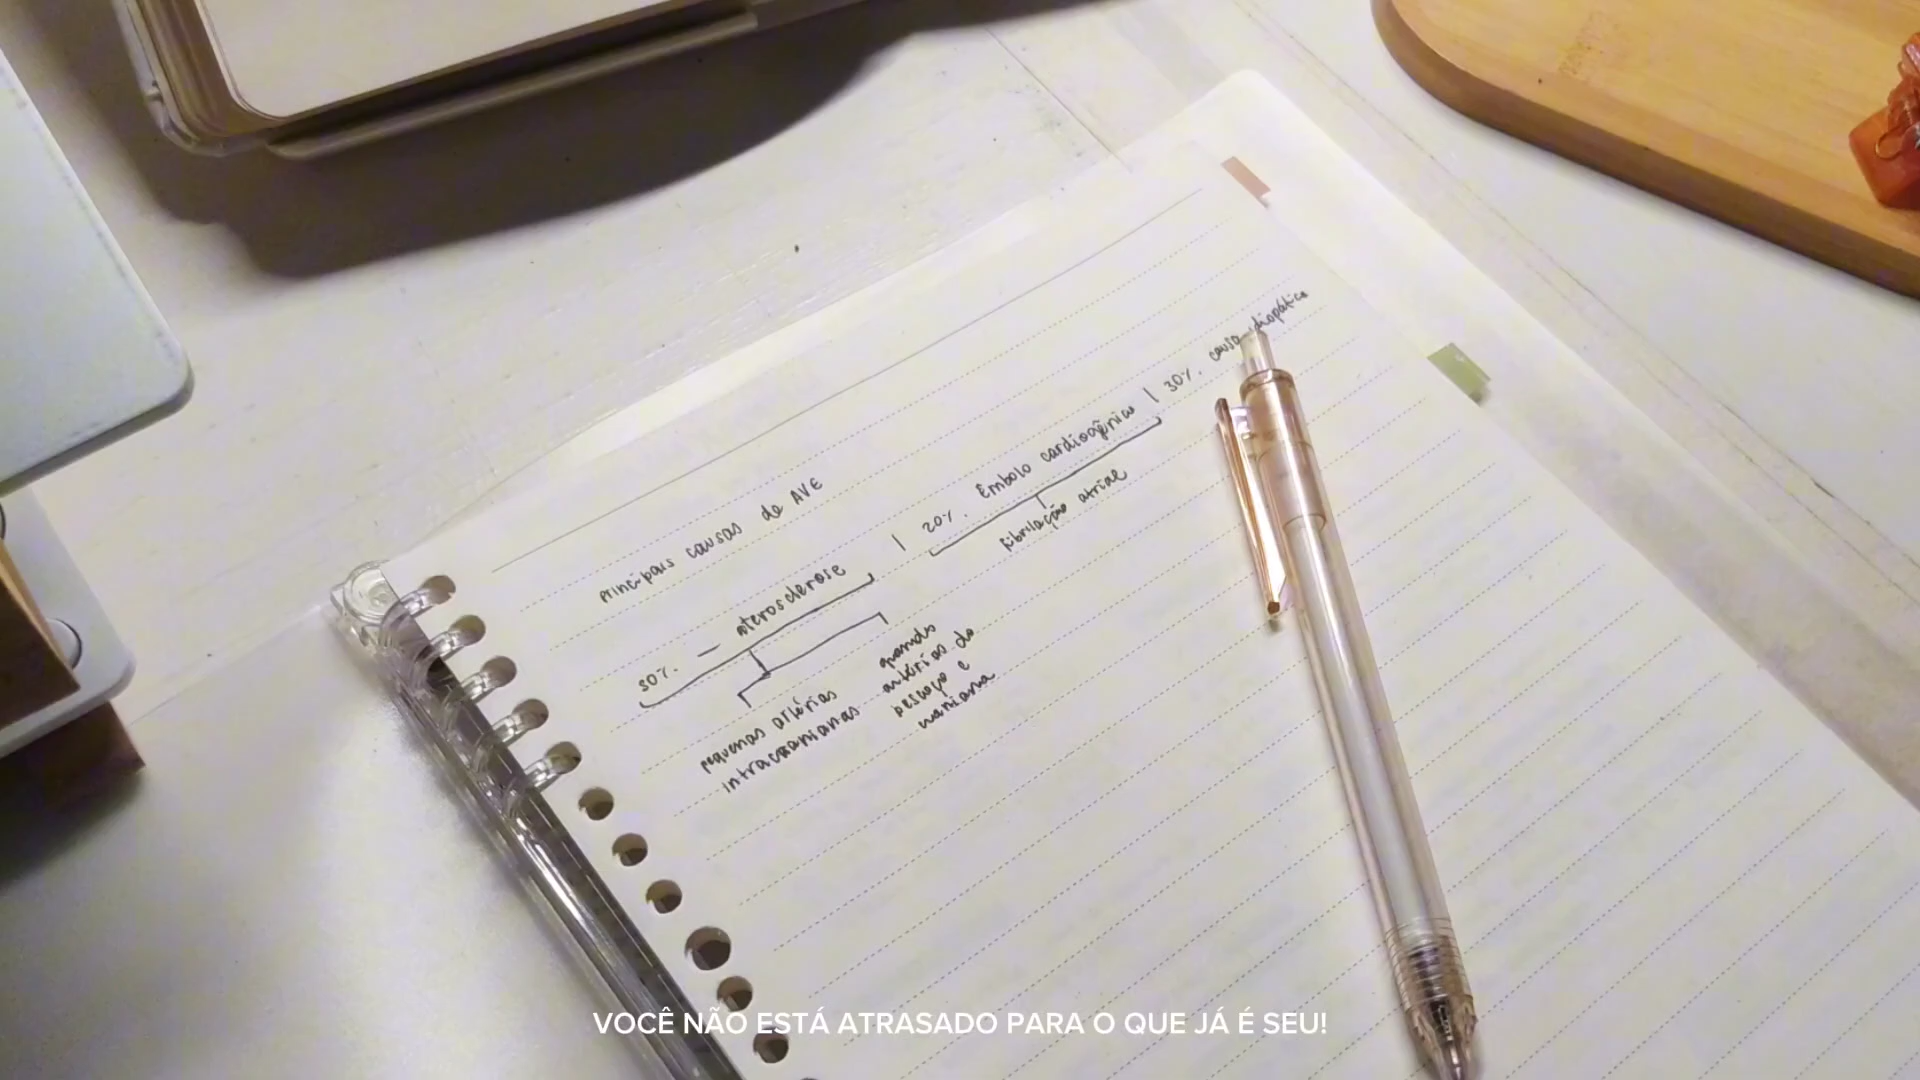 principais causas de AVE
50% - aterosclerose | 20% êmbolo cardiogênico | 30% causa idiopática
fibrilação atrial
pequenas artérias
intracranianas
grandes
artérias do
pescoço e
VOCÊ NÃO ESTÁ ATRASADO PARA O QUE JÁ É SEU!